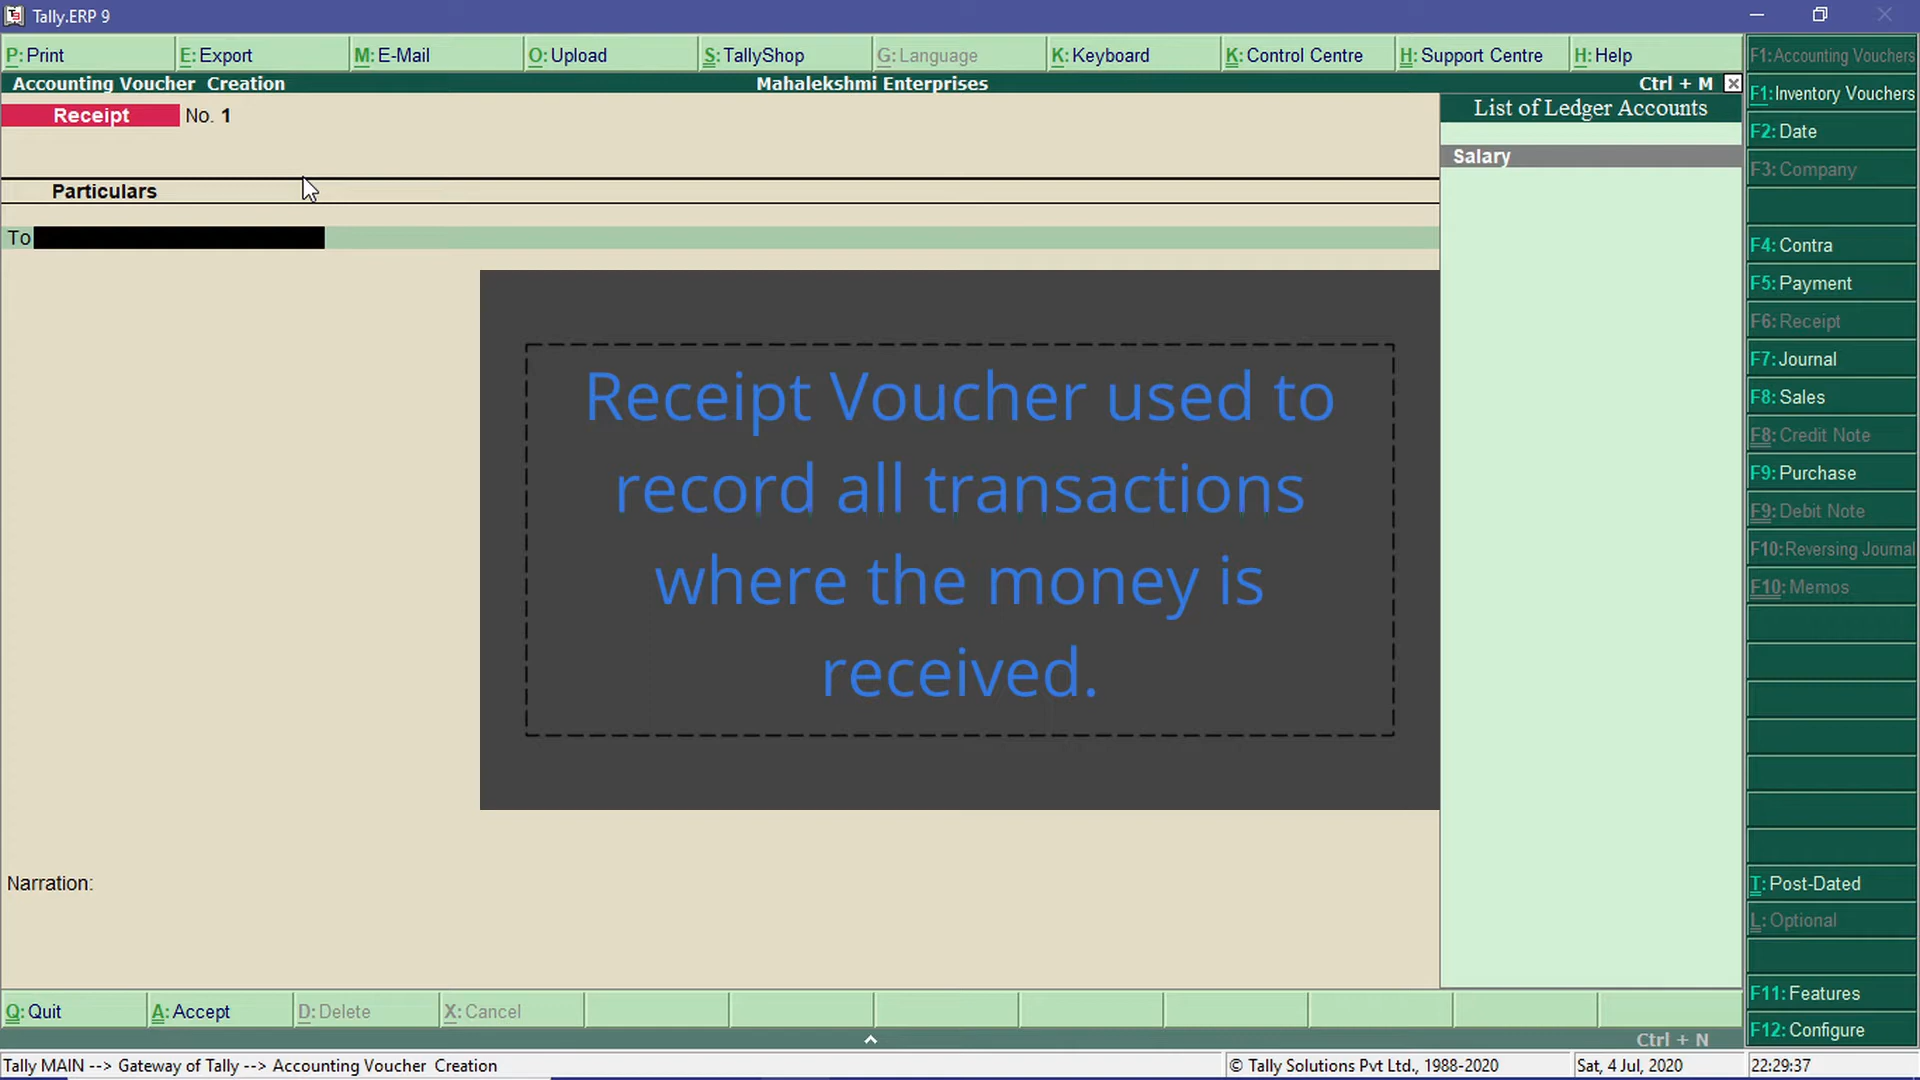 Tally.ERP 9
P: Print E: Export M: E-Mail O: Upload S: TallyShop G: Language K: Keyboard K: Control Centre H: Support Centre H: Help
Accounting Voucher Creation Mahalekshmi Enterprises Ctrl + M
Receipt No. 1
Particulars
To
Receipt Voucher used to
record all transactions
where the money is
received.
Narration:
List of Ledger Accounts
Salary
F1: Accounting Vouchers
F1: Inventory Vouchers
F2: Date
F3: Company
F4: Contra
F5: Payment
F6: Receipt
F7: Journal
F8: Sales
F8: Credit Note
F9: Purchase
F9: Debit Note
F10: Reversing Journal
F10: Memos
T: Post-Dated
L: Optional
F11: Features
F12: Configure
Q: Quit A: Accept D: Delete X: Cancel
Ctrl + N
Tally MAIN --> Gateway of Tally --> Accounting Voucher Creation © Tally Solutions Pvt Ltd., 1988-2020 Sat, 4 Jul, 2020 22:29:37